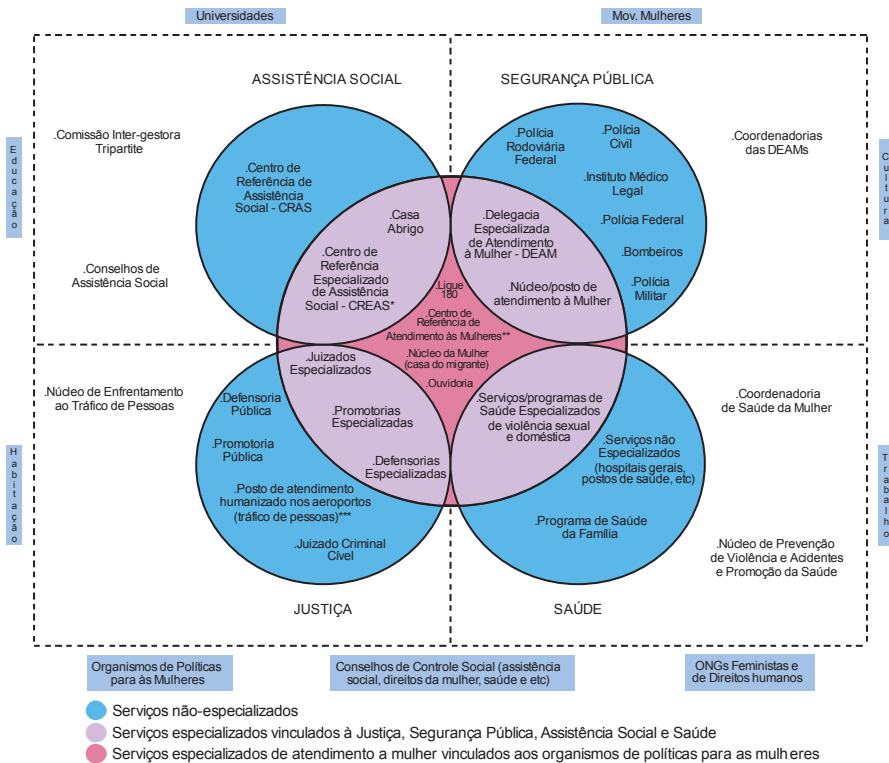 Universidades
Mov. Mulheres
ASSISTÊNCIA SOCIAL
SEGURANÇA PÚBLICA
Educação
Cultura
.Comissão Inter-gestora
Tripartite
.Conselhos de
Assistência Social
.Centro de
Referência de
Assistência
Social - CRAS
.Casa
Abrigo
.Centro de
Referência
Especializado
de Assistência
Social - CREAS*
.Polícia
Rodoviária
Federal
.Polícia
Civil
.Instituto Médico
Legal
.Polícia Federal
.Bombeiros
.Polícia
Militar
.Delegacia
Especializada
de Atendimento
à Mulher - DEAM
.Núcleo/posto de
atendimento à Mulher
.Coordenadorias
das DEAMs
.Ligue
180
.Centro de
Referência de
Atendimento às Mulheres**
.Núcleo da Mulher
(casa do migrante)
.Ouvidoria
Habitação
Trabalho
.Núcleo de Enfrentamento
ao Tráfico de Pessoas
.Juizados
Especializados
.Defensoria
Pública
.Promotorias
Especializadas
.Promotoria
Pública
.Defensorias
Especializadas
.Posto de atendimento
humanizado nos aeroportos
(tráfico de pessoas)***
.Juizado Criminal
Cível
.Serviços/programas de
Saúde Especializados
de violência sexual
e doméstica
.Serviços não
Especializados
(hospitais gerais,
postos de saúde, etc)
.Programa de Saúde
da Família
.Coordenadoria
de Saúde da Mulher
.Núcleo de Prevenção
de Violência e Acidentes
e Promoção da Saúde
JUSTIÇA
SAÚDE
Organismos de Políticas
para às Mulheres
Conselhos de Controle Social (assistência
social, direitos da mulher, saúde e etc)
ONGs Feministas e
de Direitos humanos
Serviços não-especializados
Serviços especializados vinculados à Justiça, Segurança Pública, Assistência Social e Saúde
Serviços especializados de atendimento a mulher vinculados aos organismos de políticas para as mulheres